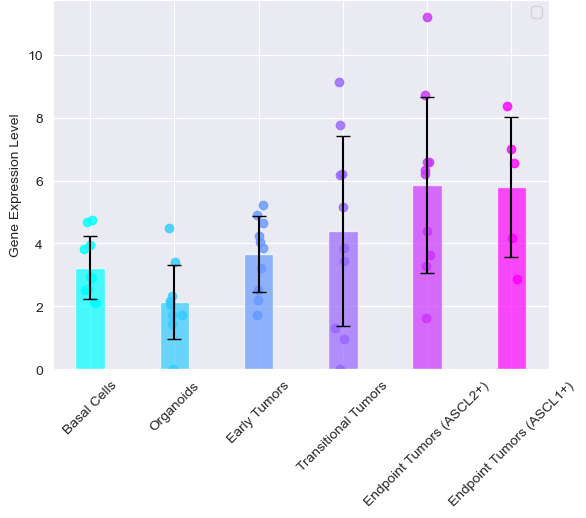 Gene Expression Level
10
8
6
4
2
0
Basal Cells
Organoids
Early Tumors
Transitional Tumors
Endpoint Tumors (ASCL2+)
Endpoint Tumors (ASCL1+)